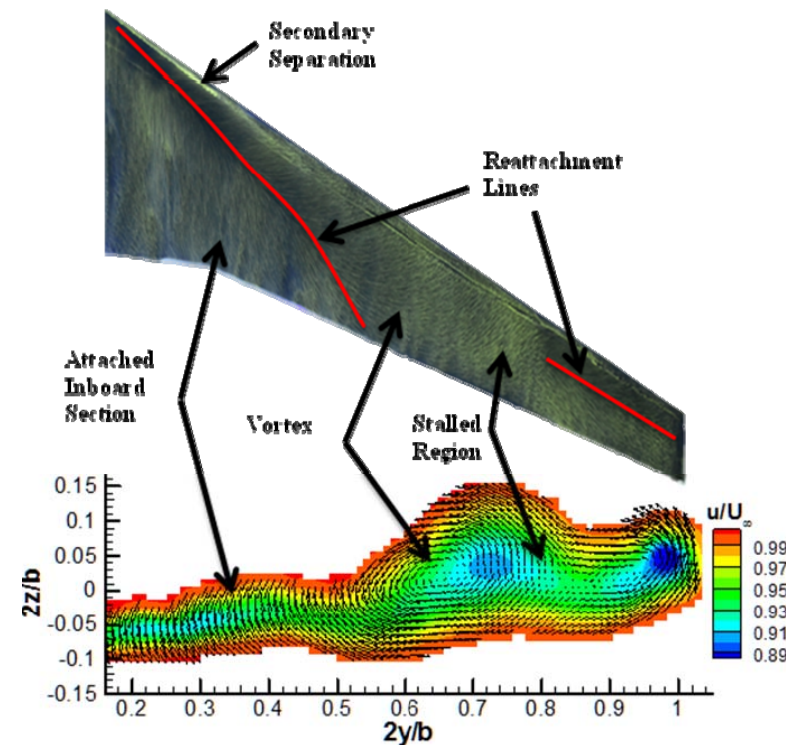 Secondary
Separation
Reattachment
Lines
Attached
Inboard
Section
Vortex
Stalled
Region
u/U∞
0.99
0.97
0.95
0.93
0.91
0.89
0.15
0.1
0.05
0
-0.05
-0.1
-0.15
2z/b
0.2 0.3 0.4 0.5 0.6 0.7 0.8 0.9 1
2y/b